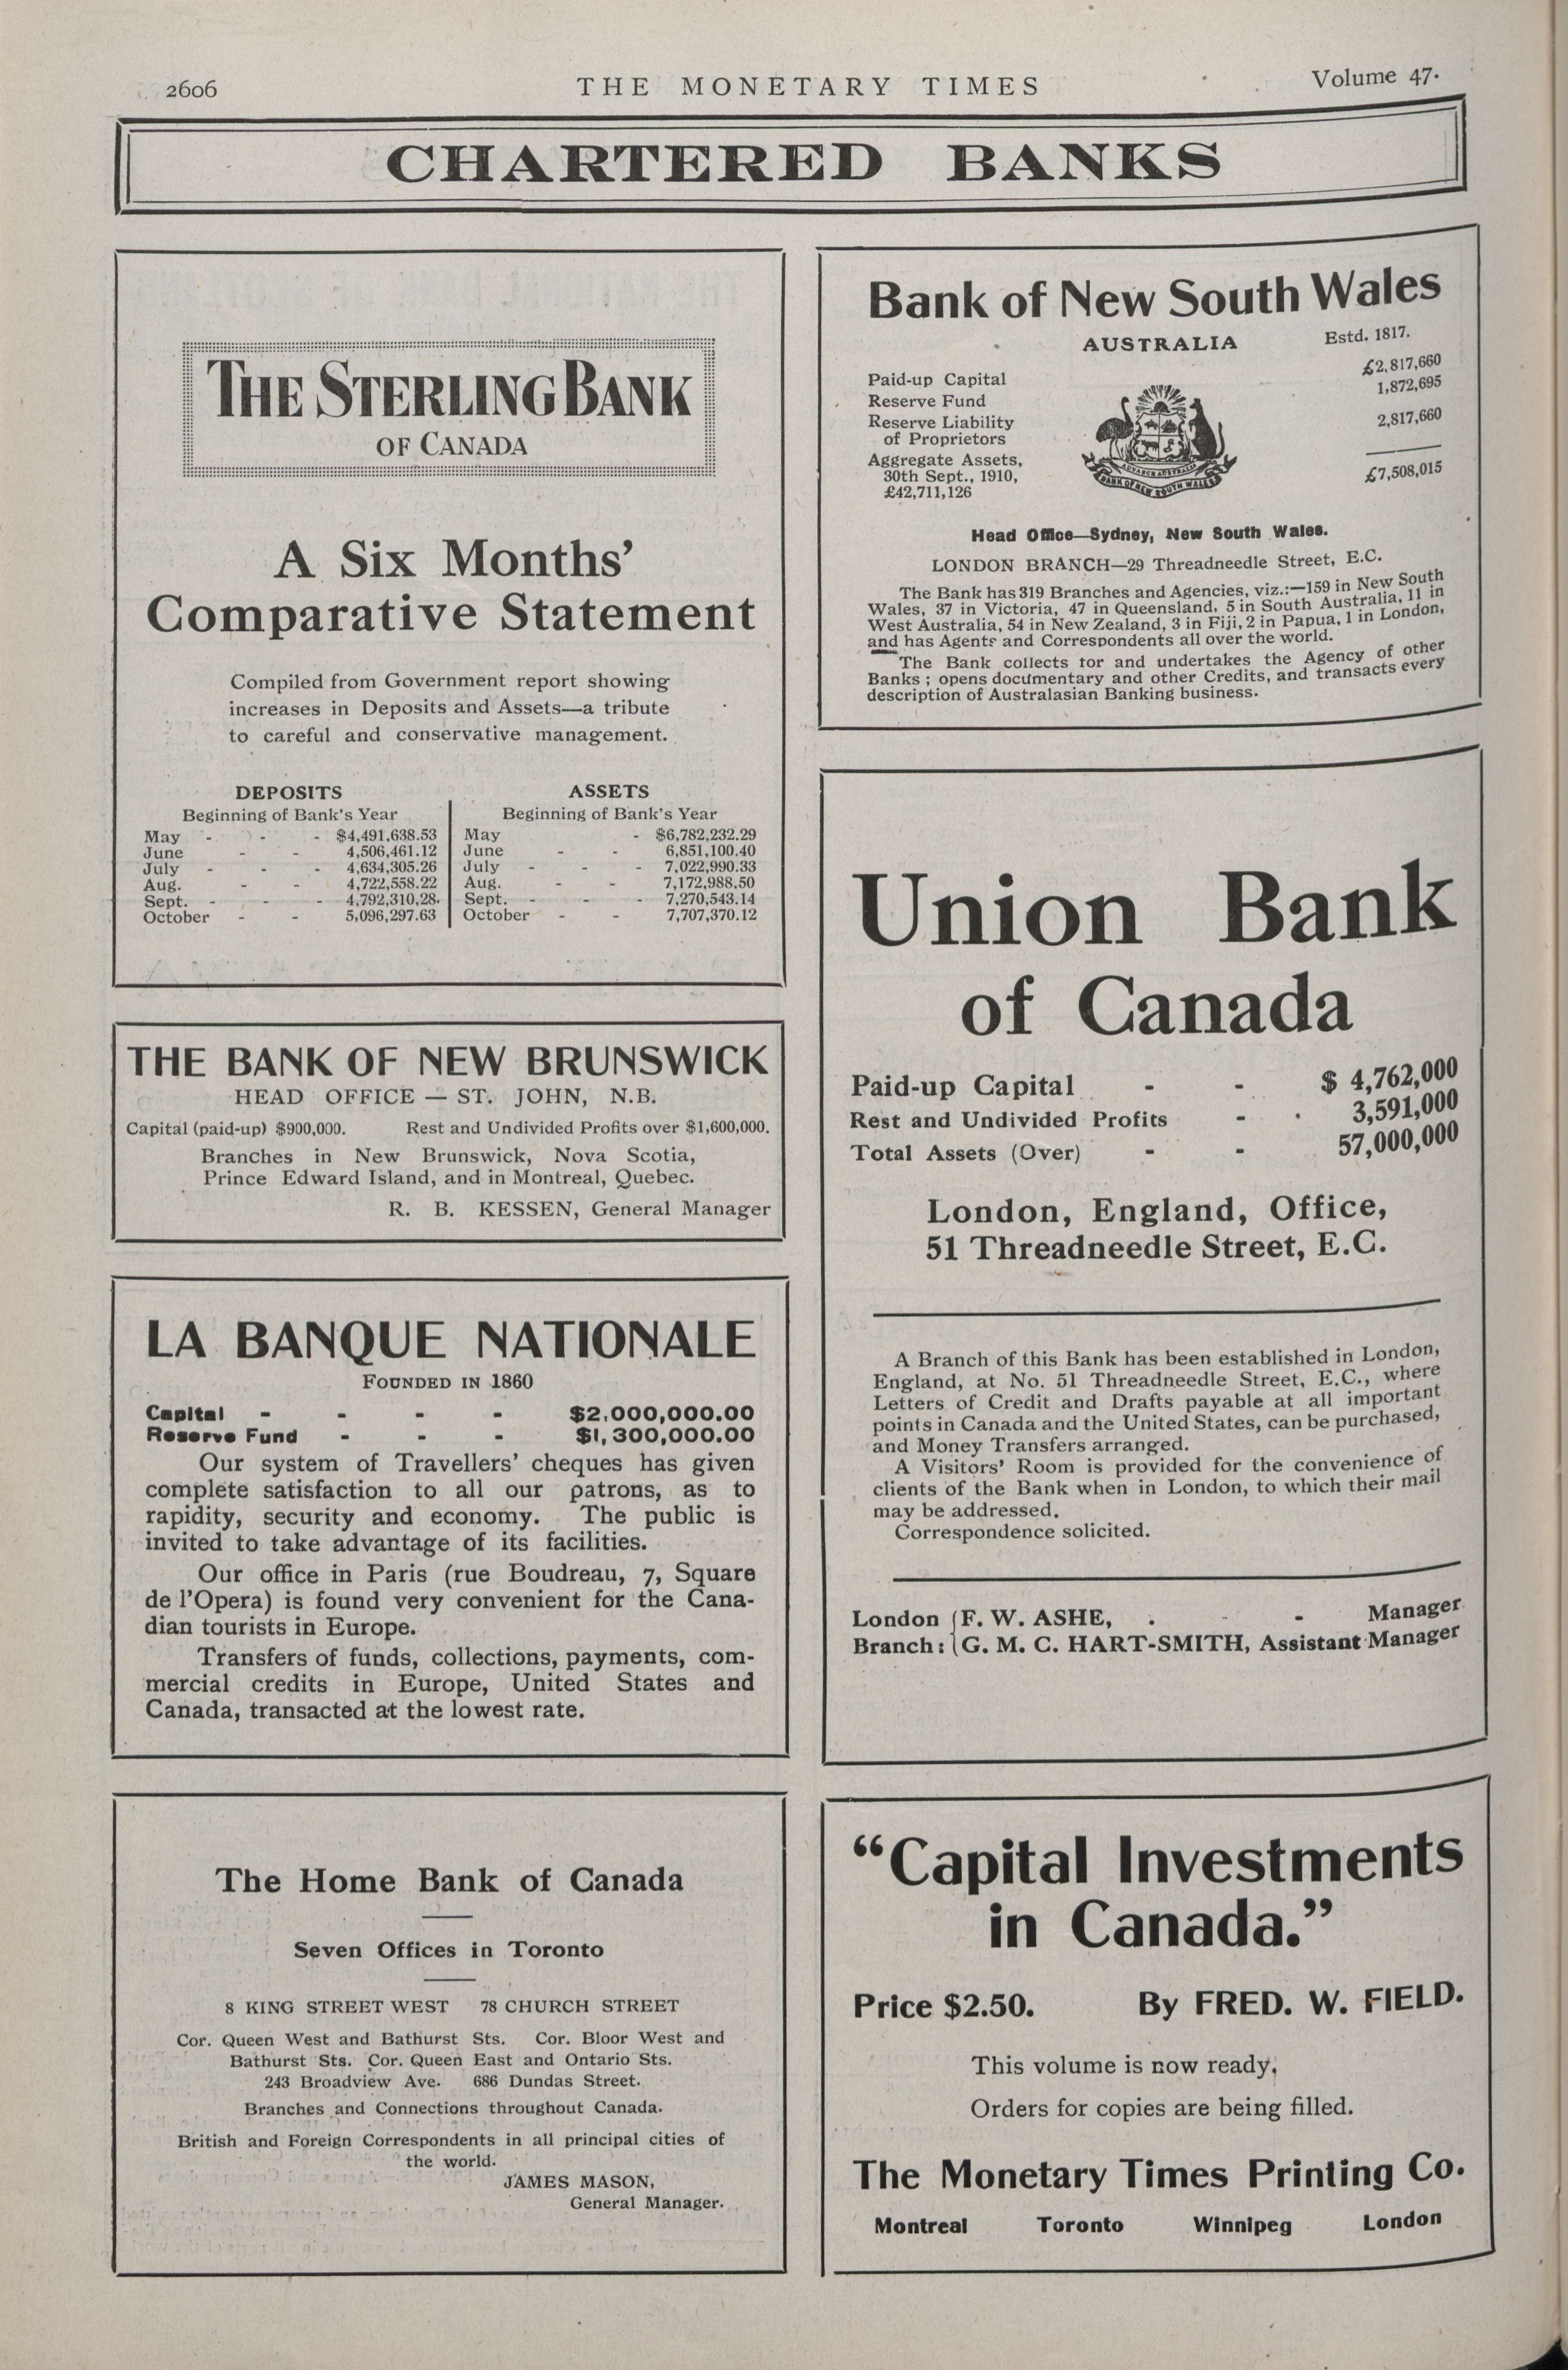 2606
THE MONETARY TIMES
Volume 47.
CHARTERED BANKS
THE STERLING BANK
OF CANADA
A Six Months'
Comparative Statement
Compiled from Government report showing
increases in Deposits and Assets—a tribute
to careful and conservative management.
DEPOSITS
Beginning of Bank's Year
May - - - $4,491,638.53
June - - 4,506,461.12
July - - - 4,634,305.26
Aug. - - 4,722,558.22
Sept. - - - 4,792,310,28.
October - - 5,096,297.63
ASSETS
Beginning of Bank's Year
May - $6,782,232.29
June - - 6,851,100.40
July - - - 7,022,990.33
Aug. - - 7,172,988.50
Sept. - - - 7,270,543.14
October - - 7,707,370.12
THE BANK OF NEW BRUNSWICK
HEAD OFFICE — ST. JOHN, N.B.
Capital (paid-up) $900,000. Rest and Undivided Profits over $1,600,000.
Branches in New Brunswick, Nova Scotia,
Prince Edward Island, and in Montreal, Quebec.
R. B. KESSEN, General Manager
LA BANQUE NATIONALE
FOUNDED IN 1860
Capital - - - - $2,000,000.00
Reserve Fund - - - $1,300,000.00
Our system of Travellers' cheques has given
complete satisfaction to all our patrons, as to
rapidity, security and economy. The public is
invited to take advantage of its facilities.
Our office in Paris (rue Boudreau, 7, Square
de l'Opera) is found very convenient for the Cana-
dian tourists in Europe.
Transfers of funds, collections, payments, com-
mercial credits in Europe, United States and
Canada, transacted at the lowest rate.
The Home Bank of Canada
Seven Offices in Toronto
8 KING STREET WEST 78 CHURCH STREET
Cor. Queen West and Bathurst Sts. Cor. Bloor West and
Bathurst Sts. Cor. Queen East and Ontario Sts.
243 Broadview Ave. 686 Dundas Street.
Branches and Connections throughout Canada.
British and Foreign Correspondents in all principal cities of
the world.
JAMES MASON,
General Manager.
Bank of New South Wales
AUSTRALIA
Estd. 1817.
Paid-up Capital £2,817,660
Reserve Fund 1,872,695
Reserve Liability
of Proprietors 2,817,660
Aggregate Assets,
30th Sept., 1910,
£42,711,126
£7,508,015
ADVANCE AUSTRALIA
BANK OF NEW SOUTH WALES
Head Office—Sydney, New South Wales.
LONDON BRANCH—29 Threadneedle Street, E.C.
The Bank has 319 Branches and Agencies, viz.:—159 in New South
Wales, 37 in Victoria, 47 in Queensland, 5 in South Australia, 11 in
West Australia, 54 in New Zealand, 3 in Fiji, 2 in Papua, 1 in London,
and has Agents and Correspondents all over the world.
The Bank collects tor and undertakes the Agency of other
Banks ; opens documentary and other Credits, and transacts every
description of Australasian Banking business.
Union Bank
of Canada
Paid-up Capital - - $ 4,762,000
Rest and Undivided Profits - . 3,591,000
Total Assets (Over) - - 57,000,000
London, England, Office,
51 Threadneedle Street, E.C.
A Branch of this Bank has been established in London,
England, at No. 51 Threadneedle Street, E.C., where
Letters of Credit and Drafts payable at all important
points in Canada and the United States, can be purchased,
and Money Transfers arranged.
A Visitors' Room is provided for the convenience of
clients of the Bank when in London, to which their mail
may be addressed.
Correspondence solicited.
London { F. W. ASHE, . - - Manager
Branch: { G. M. C. HART-SMITH, Assistant Manager
“Capital Investments
in Canada.”
Price $2.50. By FRED. W. FIELD.
This volume is now ready,
Orders for copies are being filled.
The Monetary Times Printing Co.
Montreal Toronto Winnipeg London